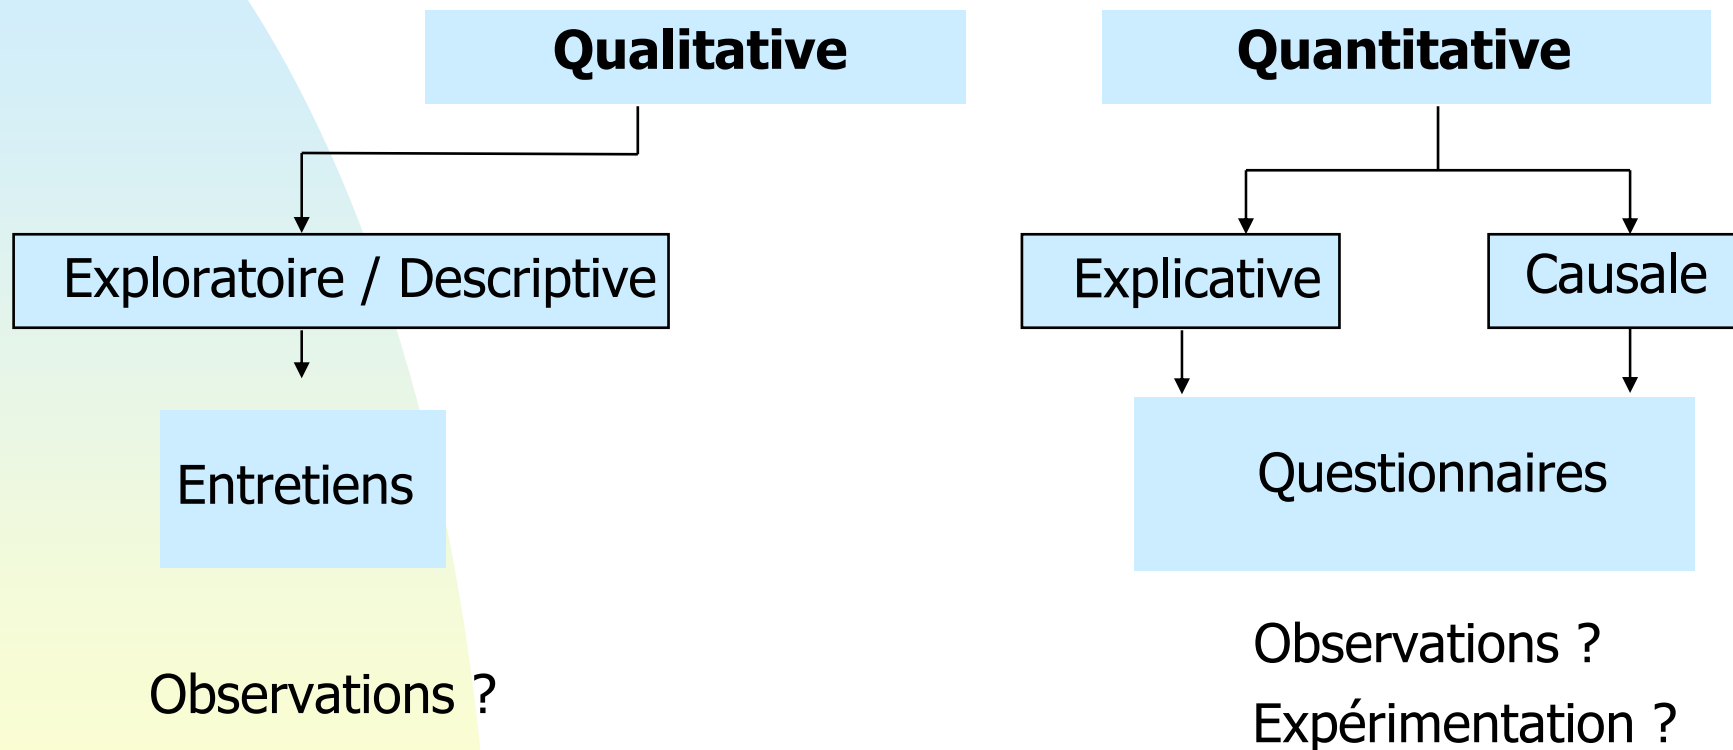 Qualitative
Quantitative
Exploratoire / Descriptive
Explicative
Causale
Entretiens
Questionnaires
Observations ?
Observations ?
Expérimentation ?